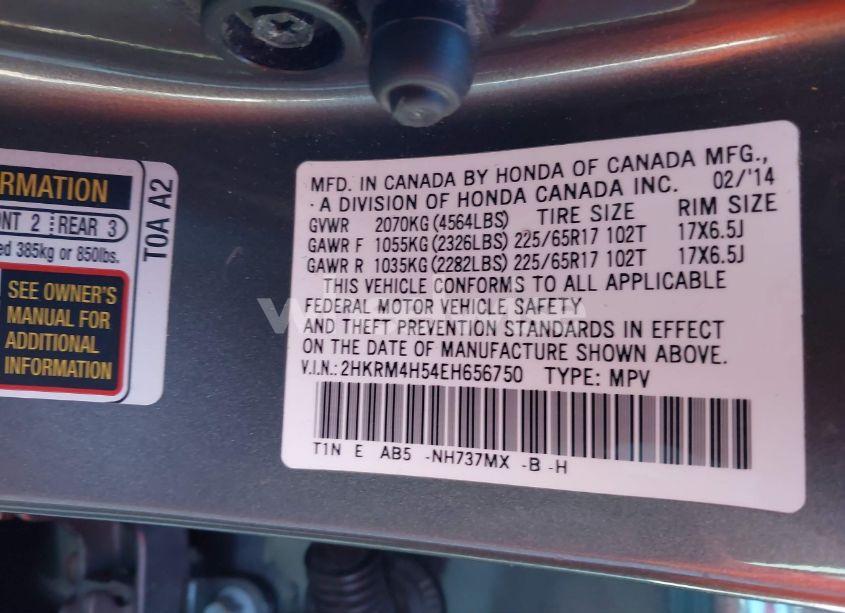 RMATION
NT 2 REAR 3
ed 385kg or 850lbs.
SEE OWNER'S
MANUAL FOR
ADDITIONAL
INFORMATION
T0A A2
MFD. IN CANADA BY HONDA OF CANADA MFG.,
A DIVISION OF HONDA CANADA INC. 02/'14
GVWR 2070KG(4564LBS) TIRE SIZE RIM SIZE
GAWR F 1055KG(2326LBS) 225/65R17 102T 17X6.5J
GAWR R 1035KG(2282LBS) 225/65R17 102T 17X6.5J
THIS VEHICLE CONFORMS TO ALL APPLICABLE
FEDERAL MOTOR VEHICLE SAFETY
AND THEFT PREVENTION STANDARDS IN EFFECT
ON THE DATE OF MANUFACTURE SHOWN ABOVE.
V.I.N.: 2HKRM4H54EH656750 TYPE: MPV
T1N E AB5 -NH737MX -B -H